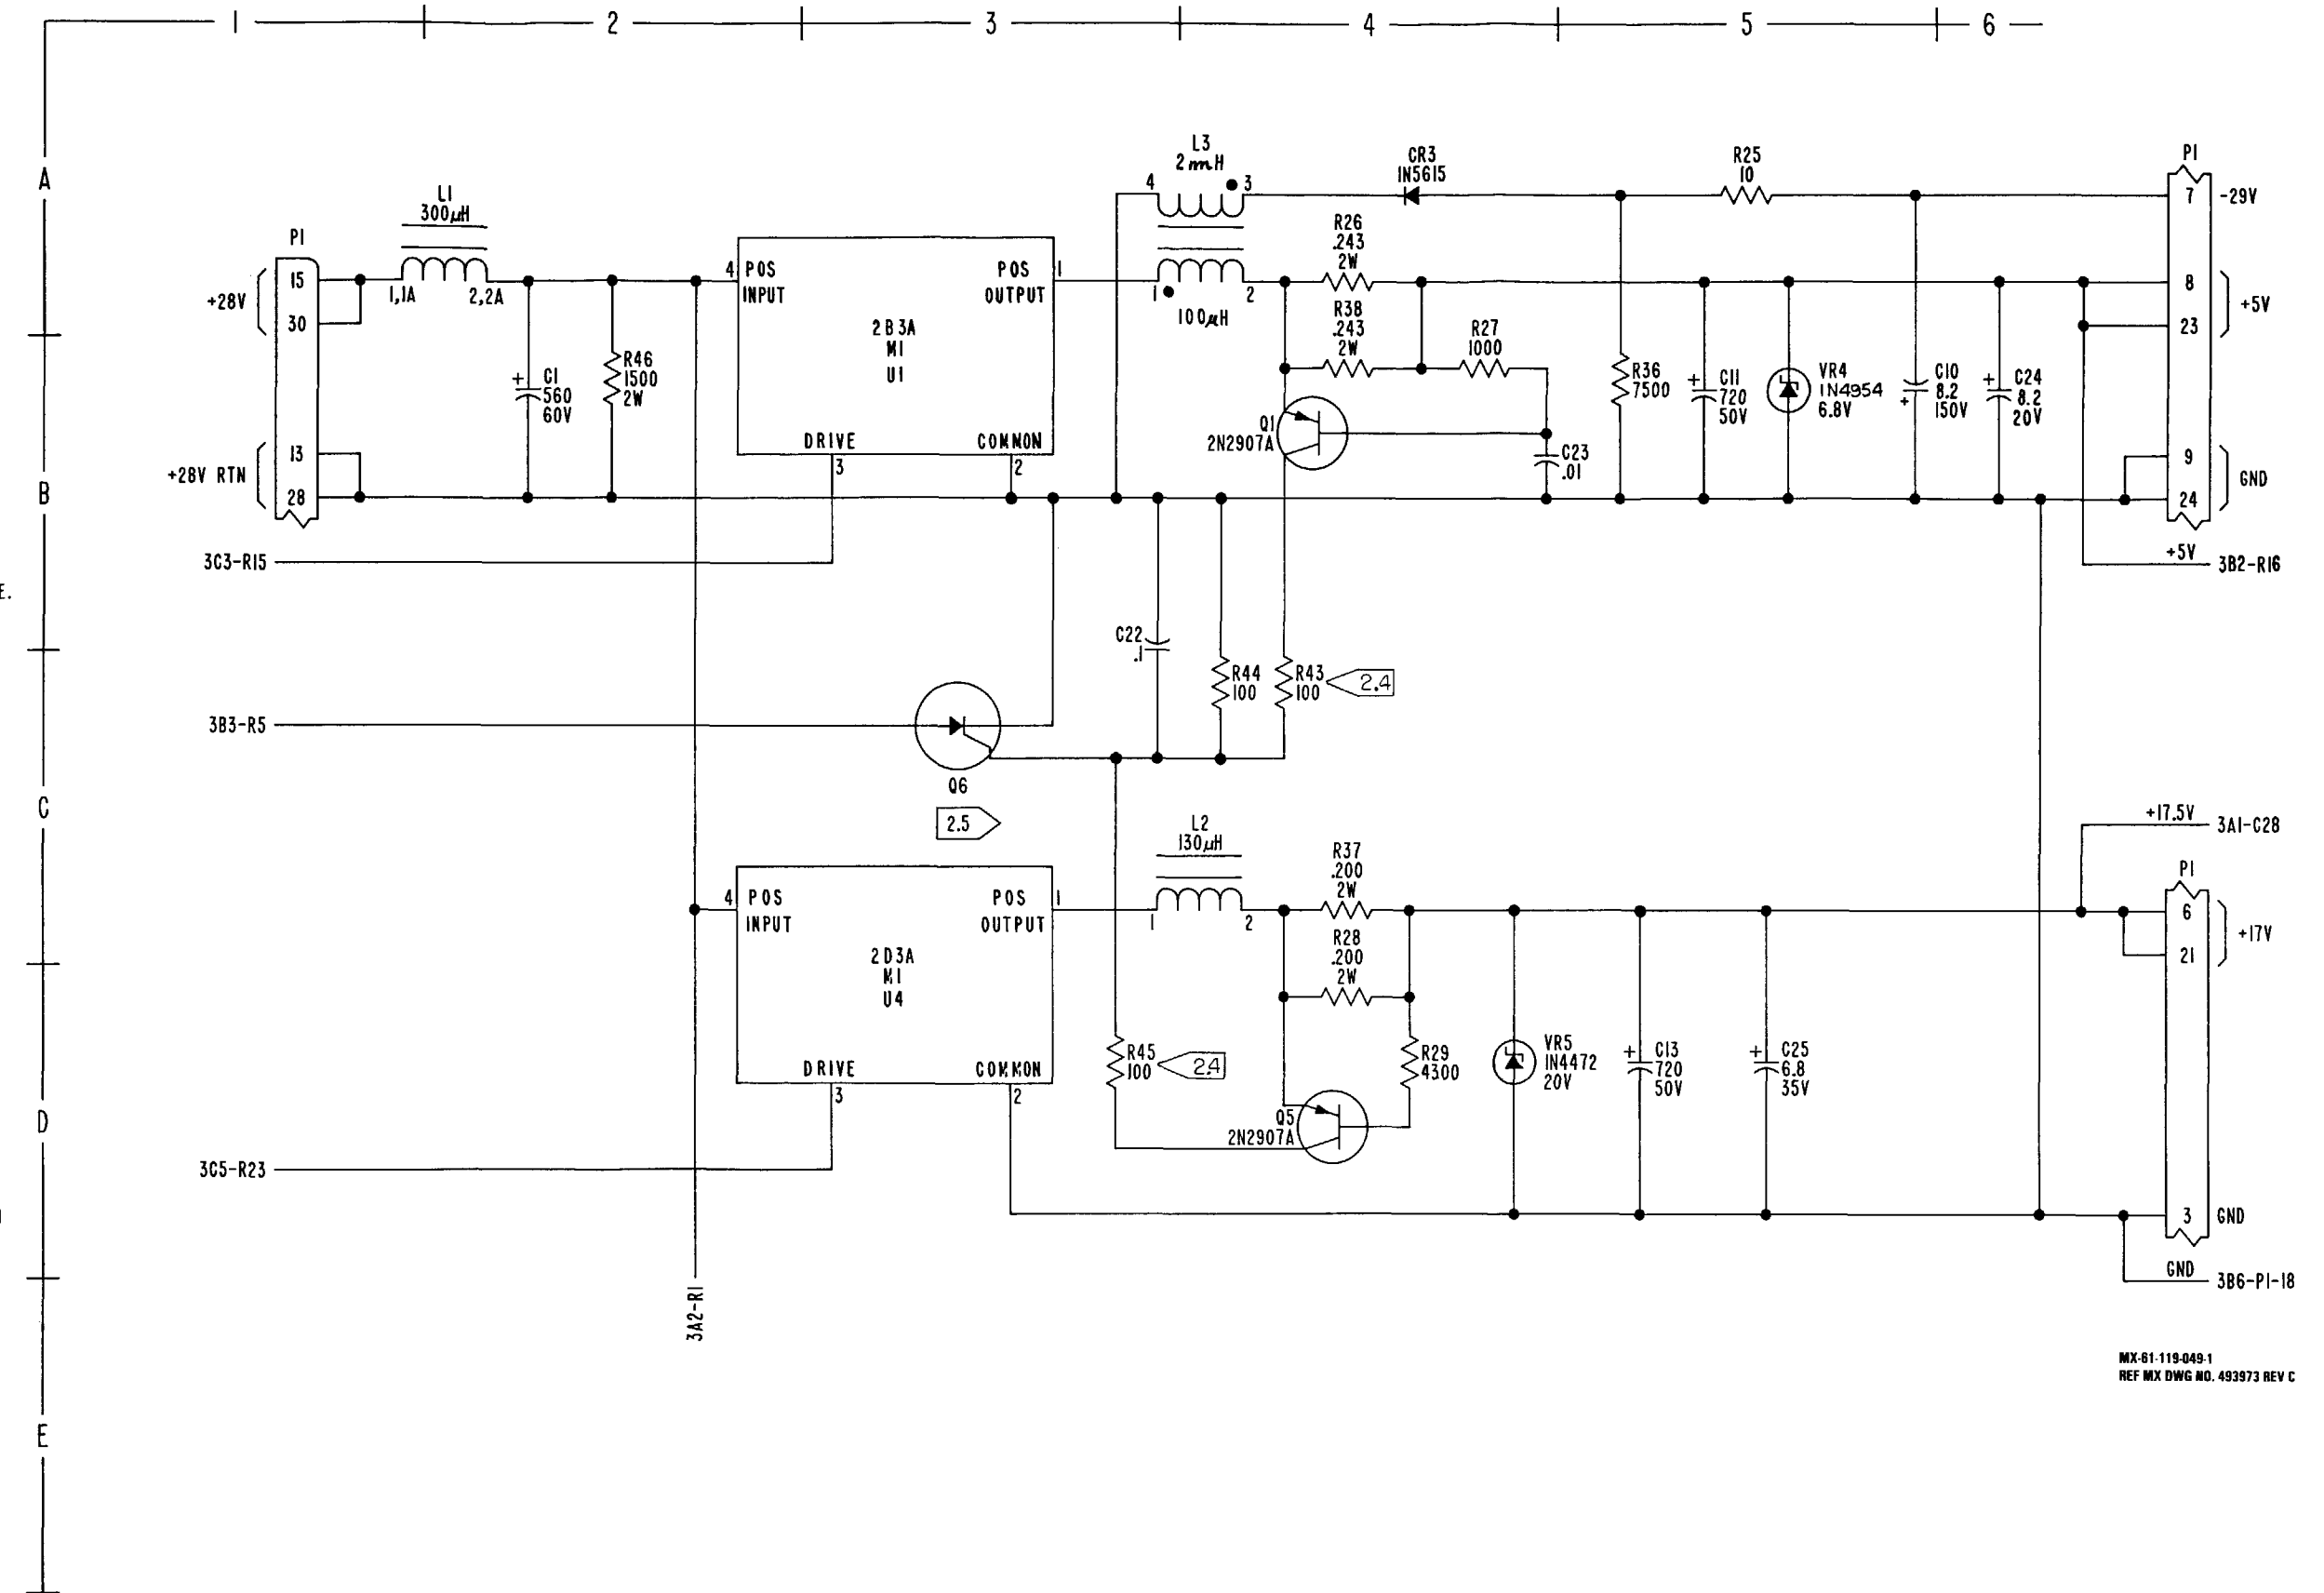 1 2 3 4 5 6
A
B
C
D
E
E.
P1
+28V
15
30
+28V RTN
13
28
L1
300µH
1,1A
2,2A
C1
560
60V
+
R46
1500
2W
4
POS
INPUT
POS
OUTPUT
1
2B3A
M1
U1
DRIVE
3
COMMON
2
L3
2mH
4
3
1
2
100µH
CR3
1N5615
R25
10
R26
.243
2W
R38
.243
2W
R27
1000
Q1
2N2907A
C23
.01
R36
7500
+
C11
720
50V
VR4
1N4954
6.8V
C10
8.2
150V
+
+
C24
8.2
20V
P1
7
-29V
8
23
+5V
9
24
GND
+5V
3B2-R16
3C3-R15
3B3-R5
C22
.1
R44
100
R43
100
2.4
Q6
2.5
L2
130µH
1
2
4
POS
INPUT
POS
OUTPUT
1
2D3A
M1
U4
DRIVE
3
COMMON
2
R37
.200
2W
R28
.200
2W
R45
100
2.4
R29
4300
Q5
2N2907A
VR5
1N4472
20V
+
C13
720
50V
+
C25
6.8
35V
+17.5V
3A1-C28
P1
6
21
+17V
3
GND
GND
3B6-P1-18
3C5-R23
3A2-R1
MX-61-119-049-1
REF MX DWG NO. 493973 REV C